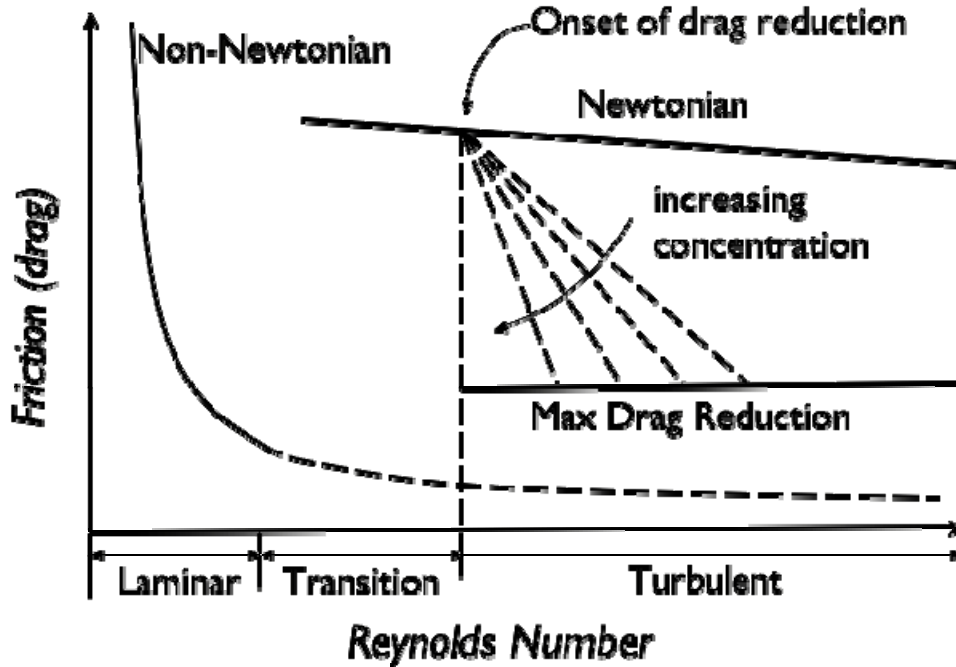 Onset of drag reduction
Non-Newtonian
Newtonian
increasing
concentration
Friction (drag)
Max Drag Reduction
Laminar
Transition
Turbulent
Reynolds Number